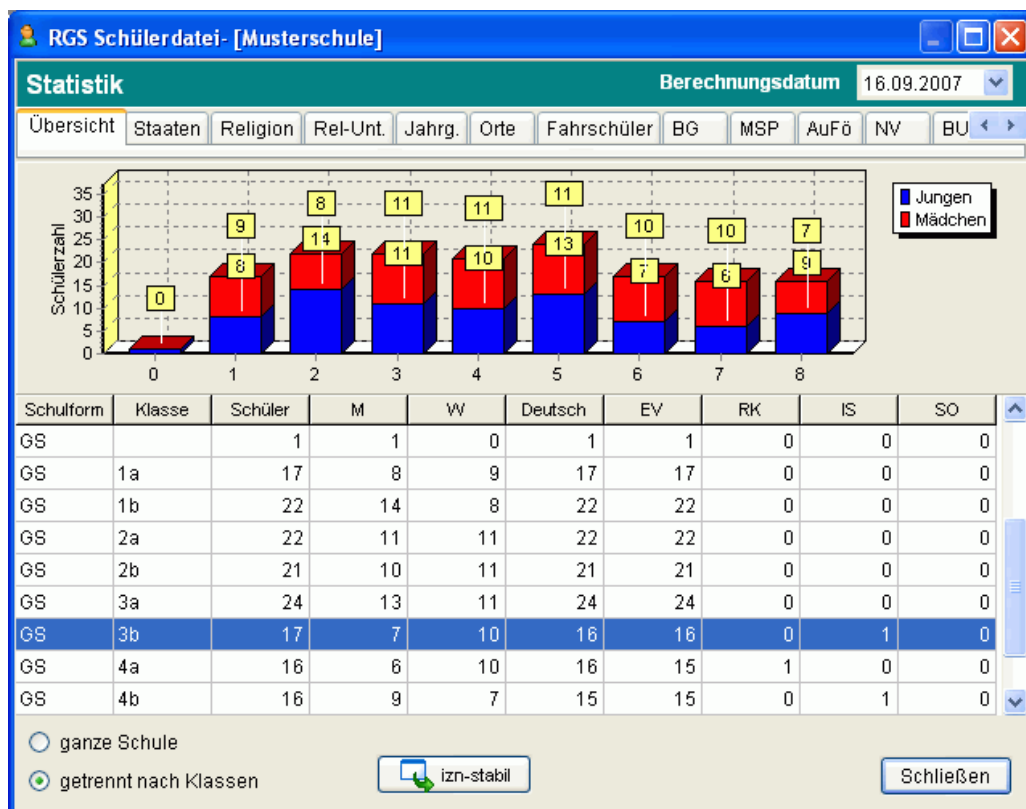 RGS Schülerdatei- [Musterschule]
Statistik Berechnungsdatum 16.09.2007
Übersicht Staaten Religion Rel-Unt. Jahrg. Orte Fahrschüler BG MSP AuFö NV BU
Schülerzahl
35
30
25
20
15
10
5
0
0 9 8 11 11 11 10 10 7
8 14 11 10 13 7 6 9
0 1 2 3 4 5 6 7 8
Jungen
Mädchen
Schulform Klasse Schüler M W Deutsch EV RK IS SO
GS 1 1 0 1 1 0 0 0
GS 1a 17 8 9 17 17 0 0 0
GS 1b 22 14 8 22 22 0 0 0
GS 2a 22 11 11 22 22 0 0 0
GS 2b 21 10 11 21 21 0 0 0
GS 3a 24 13 11 24 24 0 0 0
GS 3b 17 7 10 16 16 0 1 0
GS 4a 16 6 10 16 15 1 0 0
GS 4b 16 9 7 15 15 0 1 0
ganze Schule
getrennt nach Klassen
izn-stabil
Schließen